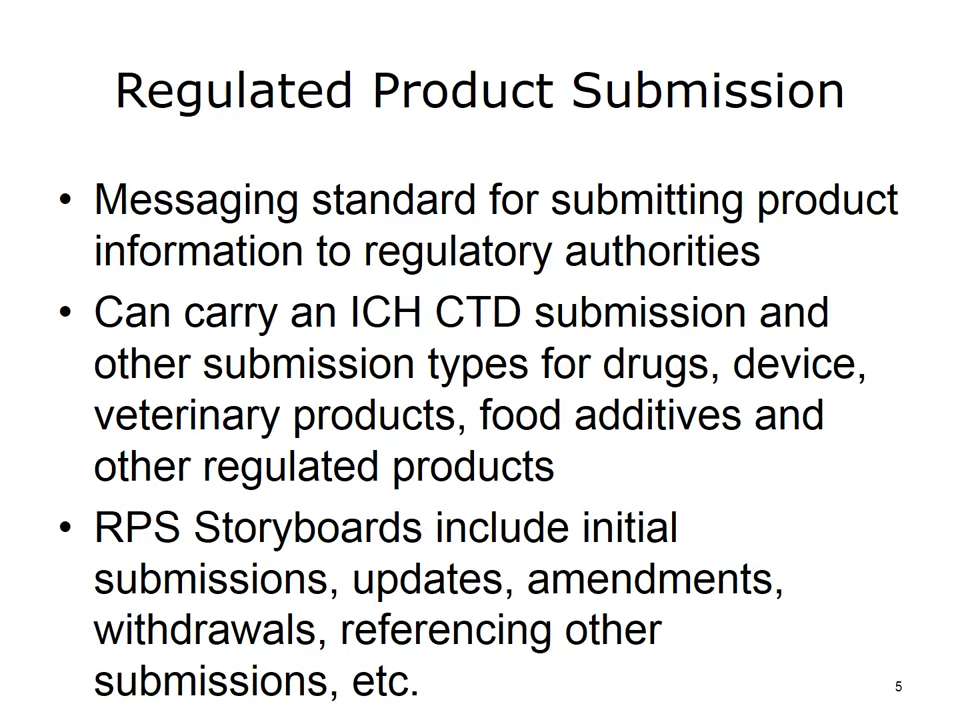 Regulated Product Submission
• Messaging standard for submitting product
information to regulatory authorities
• Can carry an ICH CTD submission and
other submission types for drugs, device,
veterinary products, food additives and
other regulated products
• RPS Storyboards include initial
submissions, updates, amendments,
withdrawals, referencing other
submissions, etc.
5